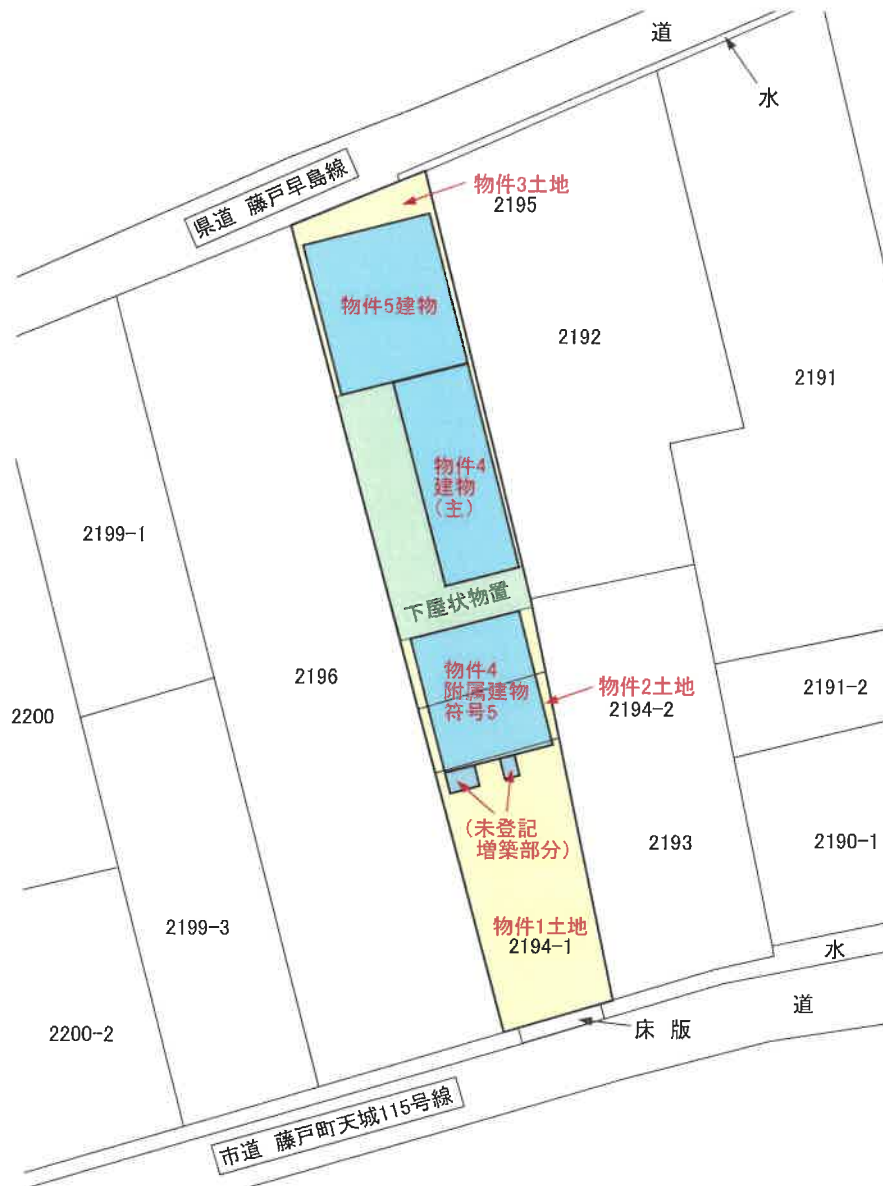 道
水
県道 藤戸早島線
物件3土地
2195
物件5建物
2192
2191
物件4
建物
(主)
2199-1
下屋状物置
2196
物件4
附属建物
符号5
物件2土地
2194-2
2191-2
2200
(未登記
増築部分)
2193
2190-1
2199-3
物件1土地
2194-1
水
2200-2
床 版
道
市道 藤戸町天城115号線